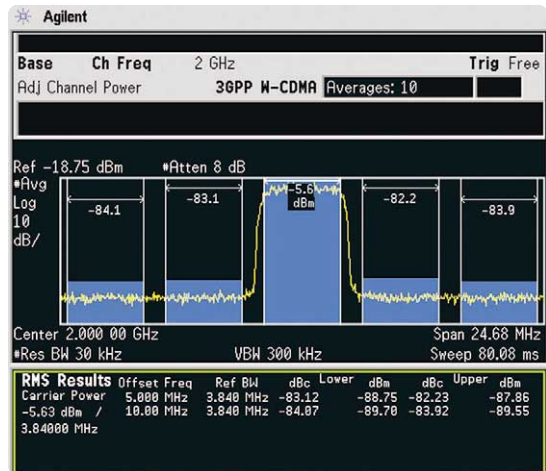 Agilent
Base Ch Freq 2 GHz Trig Free
Adj Channel Power 3GPP W-CDMA Averages: 10
Ref -18.75 dBm #Atten 8 dB
#Avg
Log
10
dB/
-84.1 -83.1 -5.6 dBm -82.2 -83.9
Center 2.000 00 GHz Span 24.68 MHz
#Res BW 30 kHz VBW 300 kHz Sweep 80.08 ms
RMS Results Offset Freq Ref BW dBc Lower dBm dBc Upper dBm
Carrier Power 5.000 MHz 3.840 MHz -83.12 -88.75 -82.23 -87.86
-5.63 dBm / 10.00 MHz 3.840 MHz -84.07 -89.70 -83.92 -89.55
3.84000 MHz